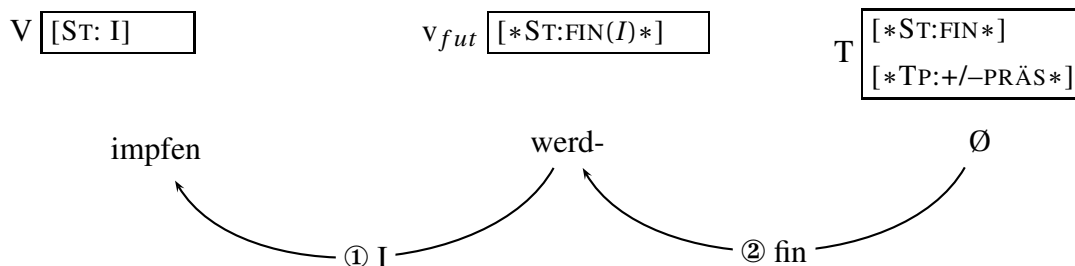 V [ST: I] v_fut [∗ST:FIN(I)∗] T [∗ST:FIN∗]
[∗TP:+/–PRÄS∗]
impfen werd- Ø
① I ② fin